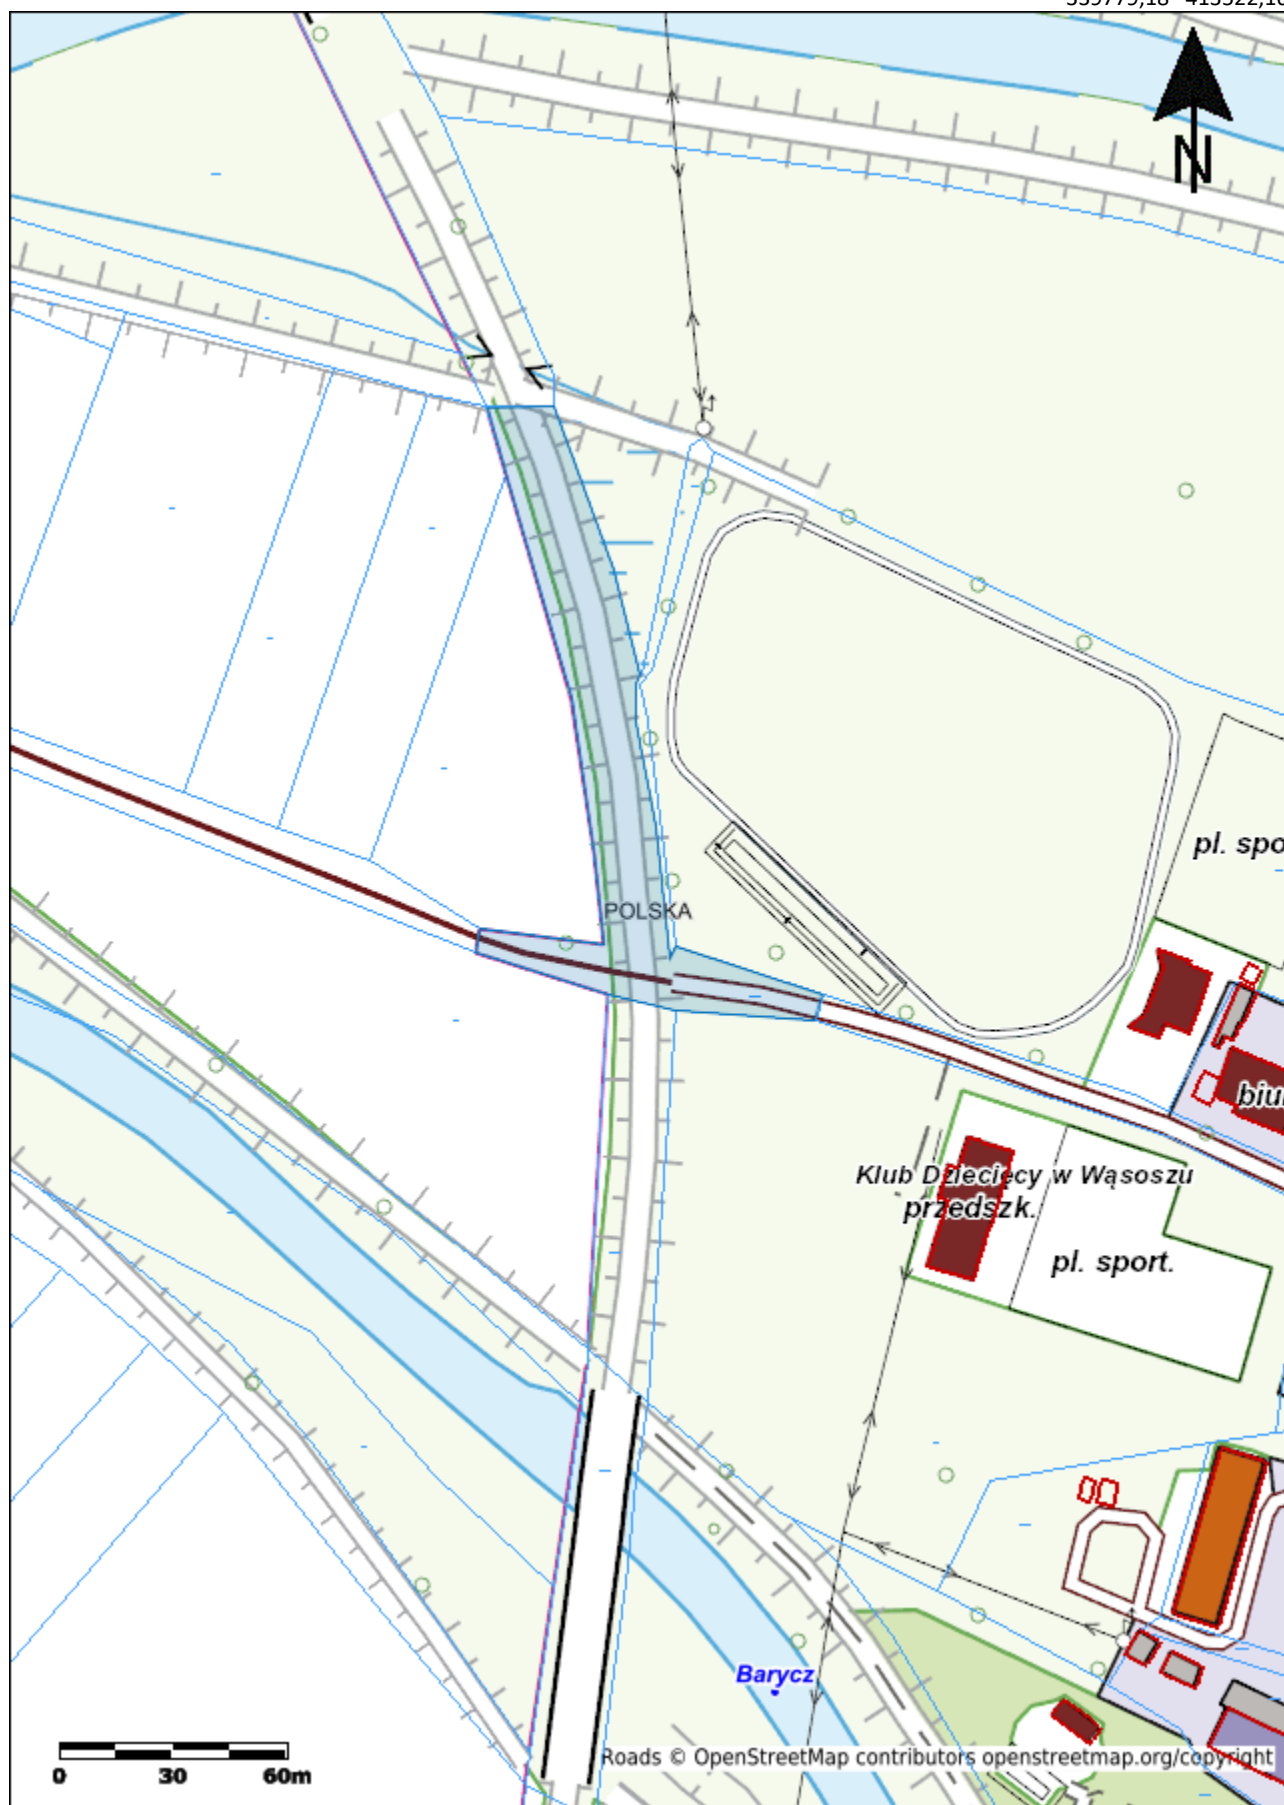 N
POLSKA
pl. spo
biu
Klub Dziecięcy w Wąsoszu
przedszk.
pl. sport.
Barycz
Roads © OpenStreetMap contributors openstreetmap.org/copyright
0 30 60m